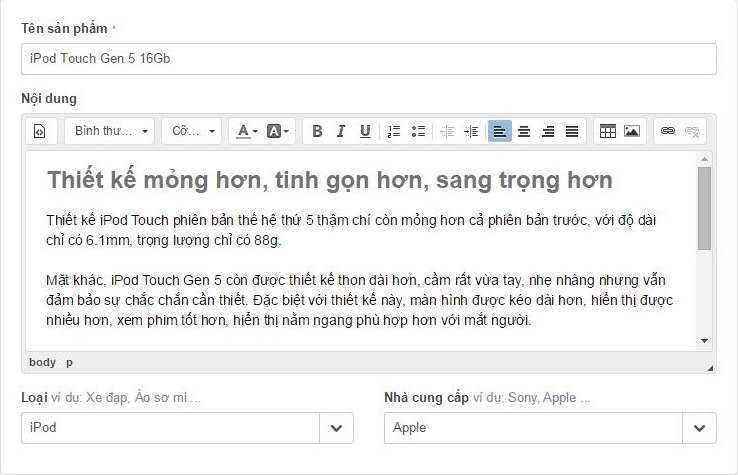 Tên sản phẩm *
iPod Touch Gen 5 16Gb
Nội dung
Bình thư... Cỡ... A A B I U
Thiết kế mỏng hơn, tinh gọn hơn, sang trọng hơn
Thiết kế iPod Touch phiên bản thế hệ thứ 5 thậm chí còn mỏng hơn cả phiên bản trước, với độ dài
chỉ có 6.1mm, trọng lượng chỉ có 88g.
Mặt khác, iPod Touch Gen 5 còn được thiết kế thon dài hơn, cầm rất vừa tay, nhẹ nhàng nhưng vẫn
đảm bảo sự chắc chắn cần thiết. Đặc biệt với thiết kế này, màn hình được kéo dài hơn, hiển thị được
nhiều hơn, xem phim tốt hơn, hiển thị nằm ngang phù hợp hơn với mắt người.
body p
Loại ví dụ: Xe đạp, Áo sơ mi ... Nhà cung cấp ví dụ: Sony, Apple ...
iPod Apple